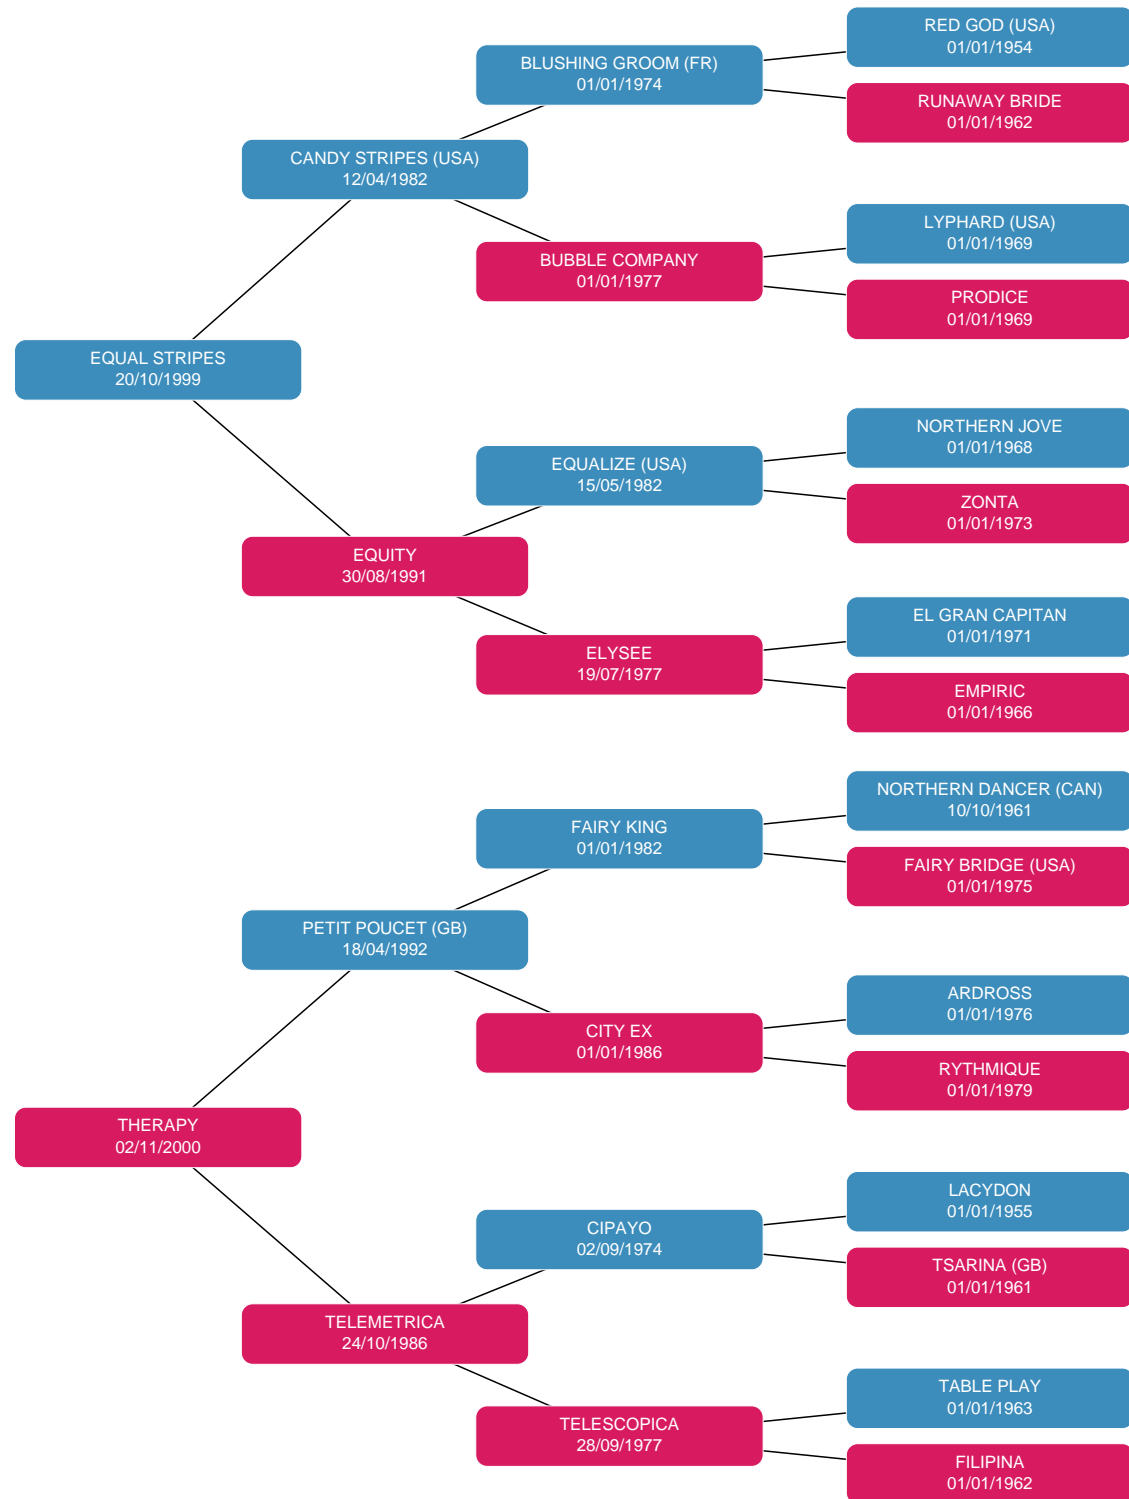 RED GOD (USA)
01/01/1954
BLUSHING GROOM (FR)
01/01/1974
RUNAWAY BRIDE
01/01/1962
CANDY STRIPES (USA)
12/04/1982
LYPHARD (USA)
01/01/1969
BUBBLE COMPANY
01/01/1977
PRODICE
01/01/1969
EQUAL STRIPES
20/10/1999
NORTHERN JOVE
01/01/1968
EQUALIZE (USA)
15/05/1982
ZONTA
01/01/1973
EQUITY
30/08/1991
EL GRAN CAPITAN
01/01/1971
ELYSEE
19/07/1977
EMPIRIC
01/01/1966
NORTHERN DANCER (CAN)
10/10/1961
FAIRY KING
01/01/1982
FAIRY BRIDGE (USA)
01/01/1975
PETIT POUCET (GB)
18/04/1992
ARDROSS
01/01/1976
CITY EX
01/01/1986
RYTHMIQUE
01/01/1979
THERAPY
02/11/2000
LACYDON
01/01/1955
CIPAYO
02/09/1974
TSARINA (GB)
01/01/1961
TELEMETRICA
24/10/1986
TABLE PLAY
01/01/1963
TELESCOPICA
28/09/1977
FILIPINA
01/01/1962